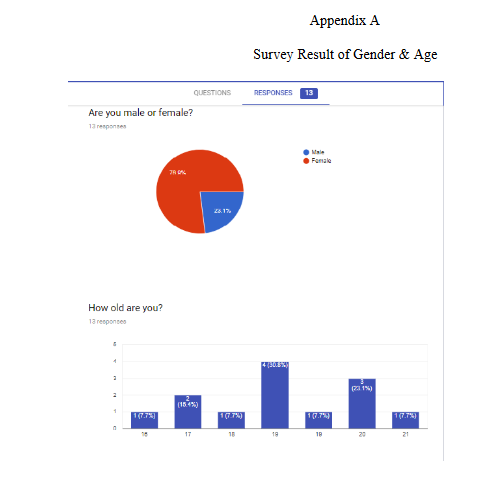 Appendix A
Survey Result of Gender & Age
QUESTIONS RESPONSES 13
Are you male or female?
13 responses
Male
Female
76.9%
23.1%
How old are you?
13 responses
5
4
3
2
1
0
1 (7.7%)
2
(15.4%)
1 (7.7%)
4 (30.8%)
1 (7.7%)
3
(23.1%)
1 (7.7%)
16 17 18 19 19 20 21